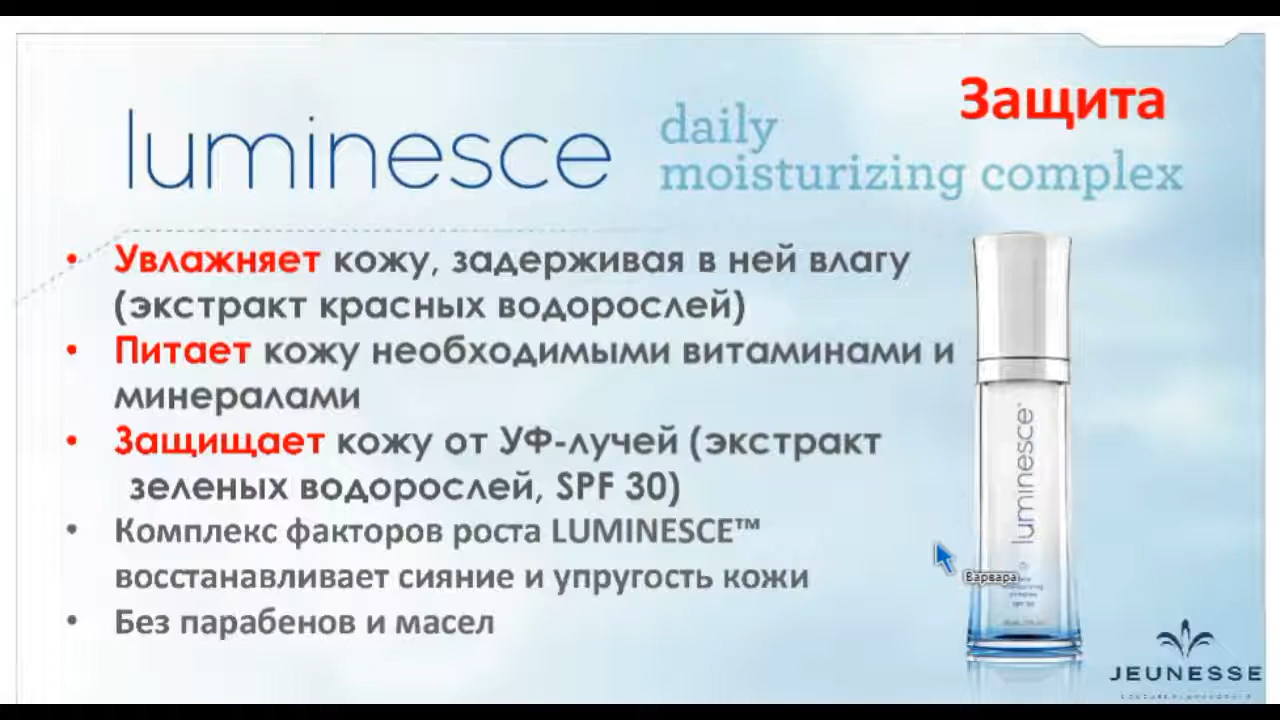 Защита
luminesce
daily
moisturizing complex
• Увлажняет кожу, задерживая в ней влагу
(экстракт красных водорослей)
• Питает кожу необходимыми витаминами и
минералами
• Защищает кожу от УФ-лучей (экстракт
зеленых водорослей, SPF 30)
• Комплекс факторов роста LUMINESCE™
восстанавливает сияние и упругость кожи
• Без парабенов и масел
luminesce
Варвара
JEUNESSE